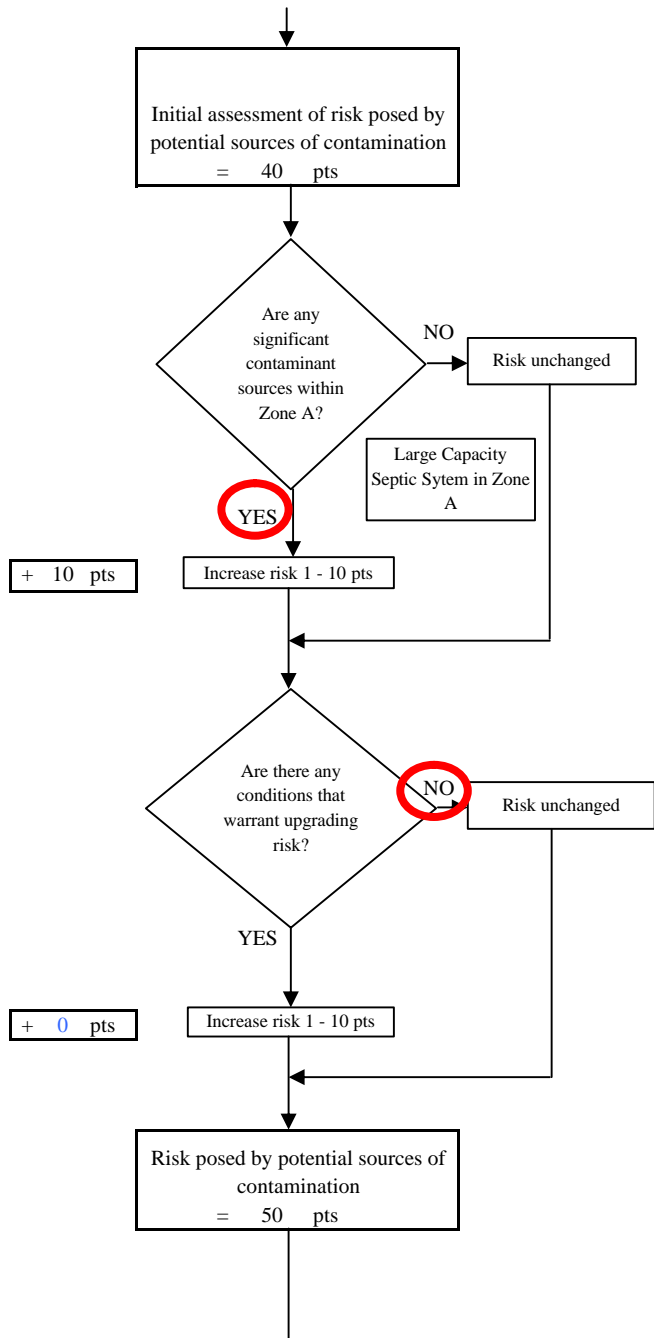 Initial assessment of risk posed by
potential sources of contamination
= 40 pts
Are any
significant
contaminant
sources within
Zone A?
NO
Risk unchanged
Large Capacity
Septic Sytem in Zone
A
YES
+ 10 pts
Increase risk 1 - 10 pts
Are there any
conditions that
warrant upgrading
risk?
NO
Risk unchanged
YES
+ 0 pts
Increase risk 1 - 10 pts
Risk posed by potential sources of
contamination
= 50 pts